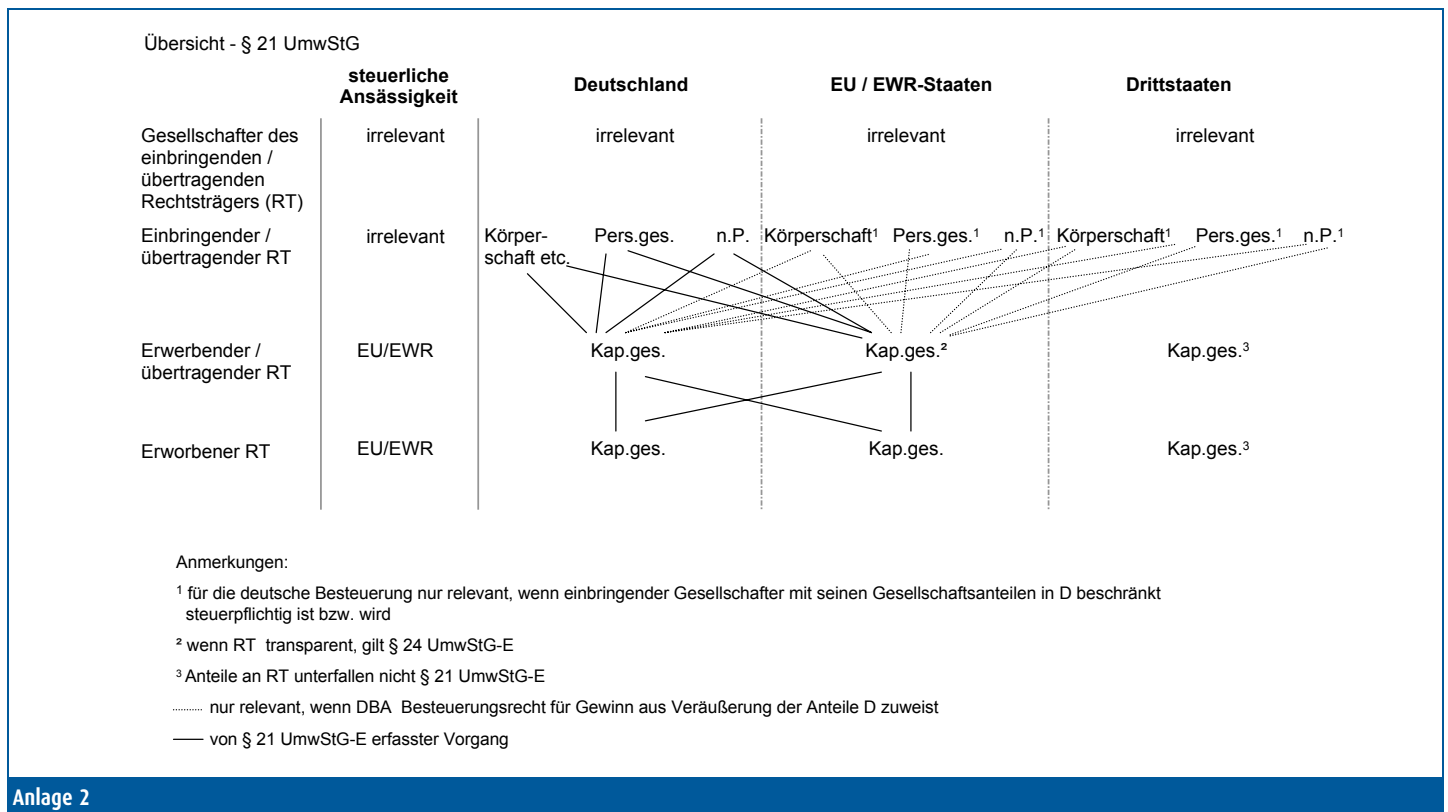 Übersicht - § 21 UmwStG
steuerliche Ansässigkeit Deutschland EU / EWR-Staaten Drittstaaten
Gesellschafter des einbringenden / übertragenden Rechtsträgers (RT) irrelevant irrelevant irrelevant irrelevant
Einbringender / übertragender RT irrelevant Körper-schaft etc. Pers.ges. n.P. Körperschaft¹ Pers.ges.¹ n.P.¹ Körperschaft¹ Pers.ges.¹ n.P.¹
Erwerbender / übertragender RT EU/EWR Kap.ges. Kap.ges.² Kap.ges.³
Erworbener RT EU/EWR Kap.ges. Kap.ges. Kap.ges.³
Anmerkungen:
¹ für die deutsche Besteuerung nur relevant, wenn einbringender Gesellschafter mit seinen Gesellschaftsanteilen in D beschränkt
steuerpflichtig ist bzw. wird
² wenn RT transparent, gilt § 24 UmwStG-E
³ Anteile an RT unterfallen nicht § 21 UmwStG-E
nur relevant, wenn DBA Besteuerungsrecht für Gewinn aus Veräußerung der Anteile D zuweist
von § 21 UmwStG-E erfasster Vorgang
Anlage 2